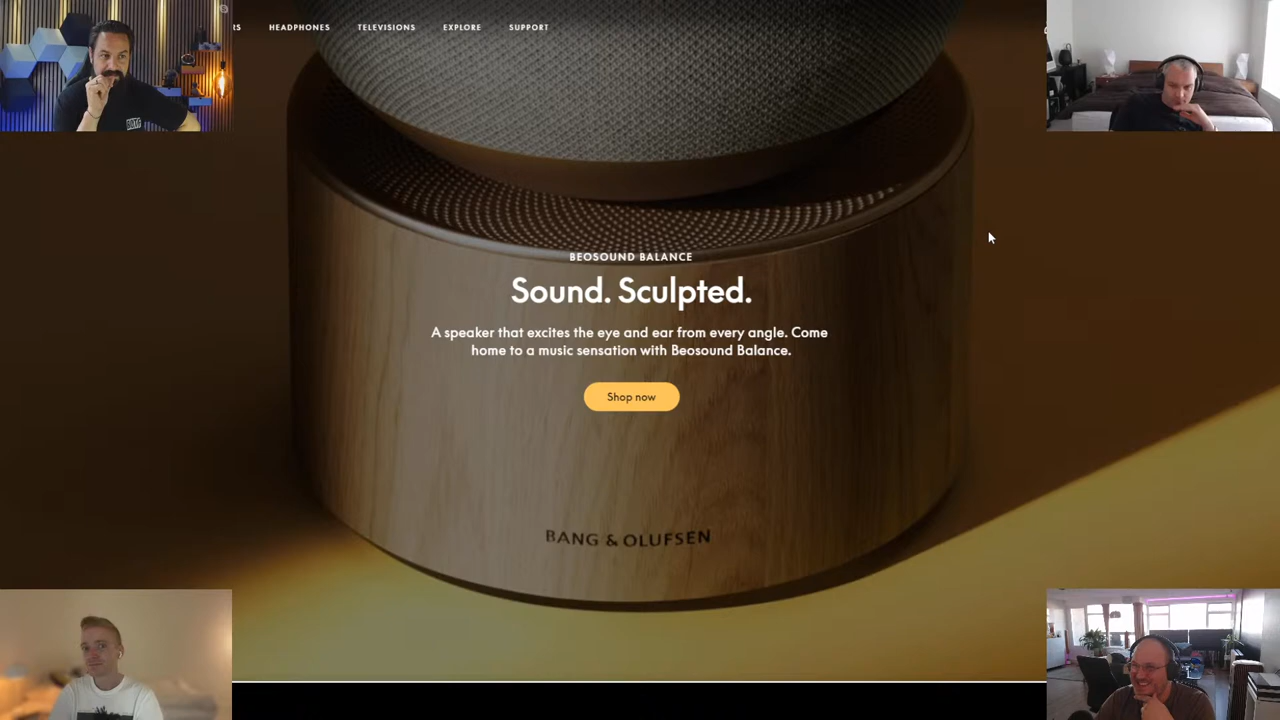 HEADPHONES TELEVISIONS EXPLORE SUPPORT
BEOSOUND BALANCE
Sound. Sculpted.
A speaker that excites the eye and ear from every angle. Come
home to a music sensation with Beosound Balance.
Shop now
BANG & OLUFSEN